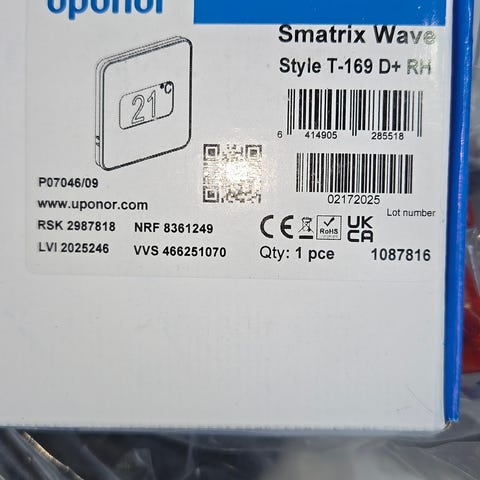 uponor
Smatrix Wave
Style T-169 D+ RH
21°C
6 414905 285518
P07046/09
02172025
www.uponor.com
Lot number
RSK 2987818 NRF 8361249
CE RoHS UK CA
LVI 2025246 VVS 466251070 Qty: 1 pce 1087816